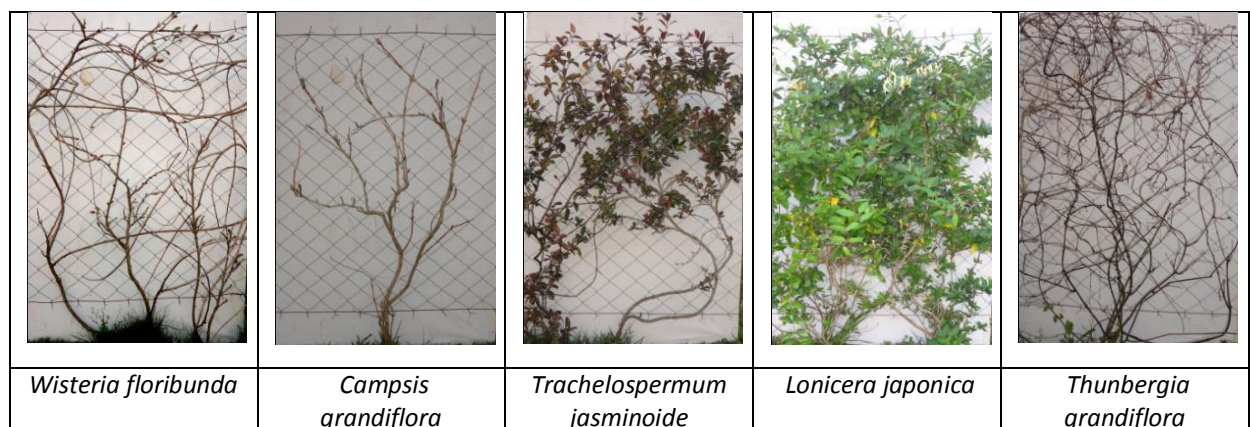 Wisteria floribunda
Campsis
grandiflora
Trachelospermum
jasminoide
Lonicera japonica
Thunbergia
grandiflora